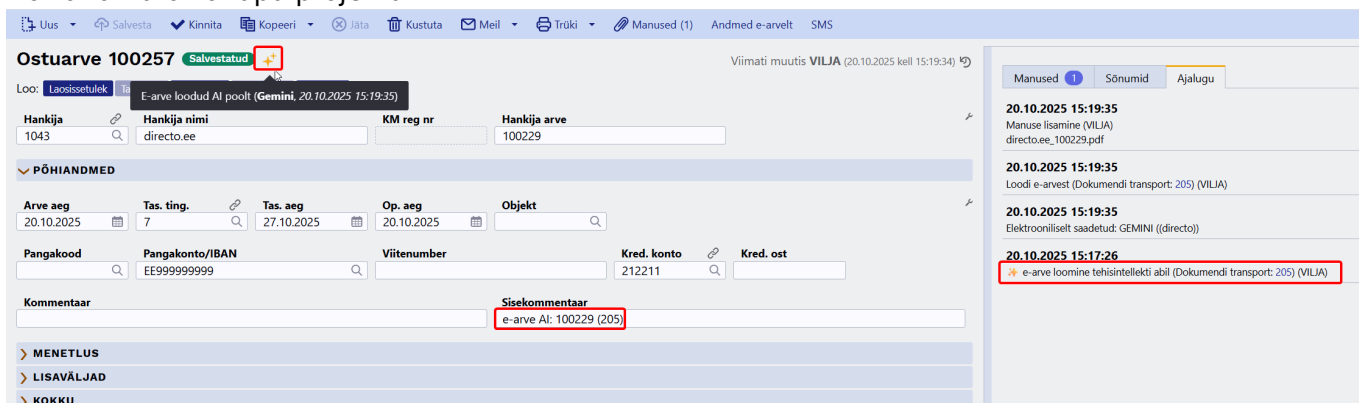 Uus Salvesta Kinnita Kopeeri Jäta Kustuta Meil Trüki Manused (1) Andmed e-arvelt SMS
Ostuarve 100257 Salvestatud
Viimati muutis VILJA (20.10.2025 kell 15:19:34)
Loo: Laosissetulek
E-arve loodud AI poolt (Gemini, 20.10.2025 15:19:35)
Hankija Hankija nimi KM reg nr Hankija arve
1043 directo.ee 100229
PÕHIANDMED
Arve aeg Tas. ting. Tas. aeg Op. aeg Objekt
20.10.2025 7 27.10.2025 20.10.2025
Pangakood Pangakonto/IBAN Viitenumber Kred. konto Kred. ost
EE999999999 212211
Kommentaar Sisekommentaar
e-arve AI: 100229 (205)
MENETLUS
LISAVÄLJAD
KOKKU
Manused 1 Sõnumid Ajalugu
20.10.2025 15:19:35
Manuse lisamine (VILJA)
directo.ee_100229.pdf
20.10.2025 15:19:35
Loodi e-arvest (Dokumendi transport: 205) (VILJA)
20.10.2025 15:19:35
Elektrooniliselt saadetud: GEMINI ((directo))
20.10.2025 15:17:26
e-arve loomine tehisintellekti abil (Dokumendi transport: 205) (VILJA)